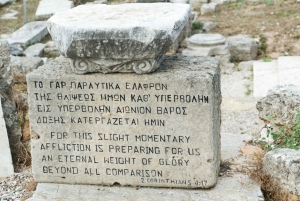 ΤΟ ΓΑΡ ΠΑΡΑΥΤΙΚΑ ΕΛΑΦΡΟΝ
ΤΗΣ ΘΛΙΨΕΩΣ ΗΜΩΝ ΚΑΘ' ΥΠΕΡΒΟΛΗΝ
ΕΙΣ ΥΠΕΡΒΟΛΗΝ ΑΙΩΝΙΟΝ ΒΑΡΟΣ
ΔΟΞΗΣ ΚΑΤΕΡΓΑΖΕΤΑΙ ΗΜΙΝ
FOR THIS SLIGHT MOMENTARY
AFFLICTION IS PREPARING FOR US
AN ETERNAL WEIGHT OF GLORY
BEYOND ALL COMPARISON
2 CORINTHIANS 4:17